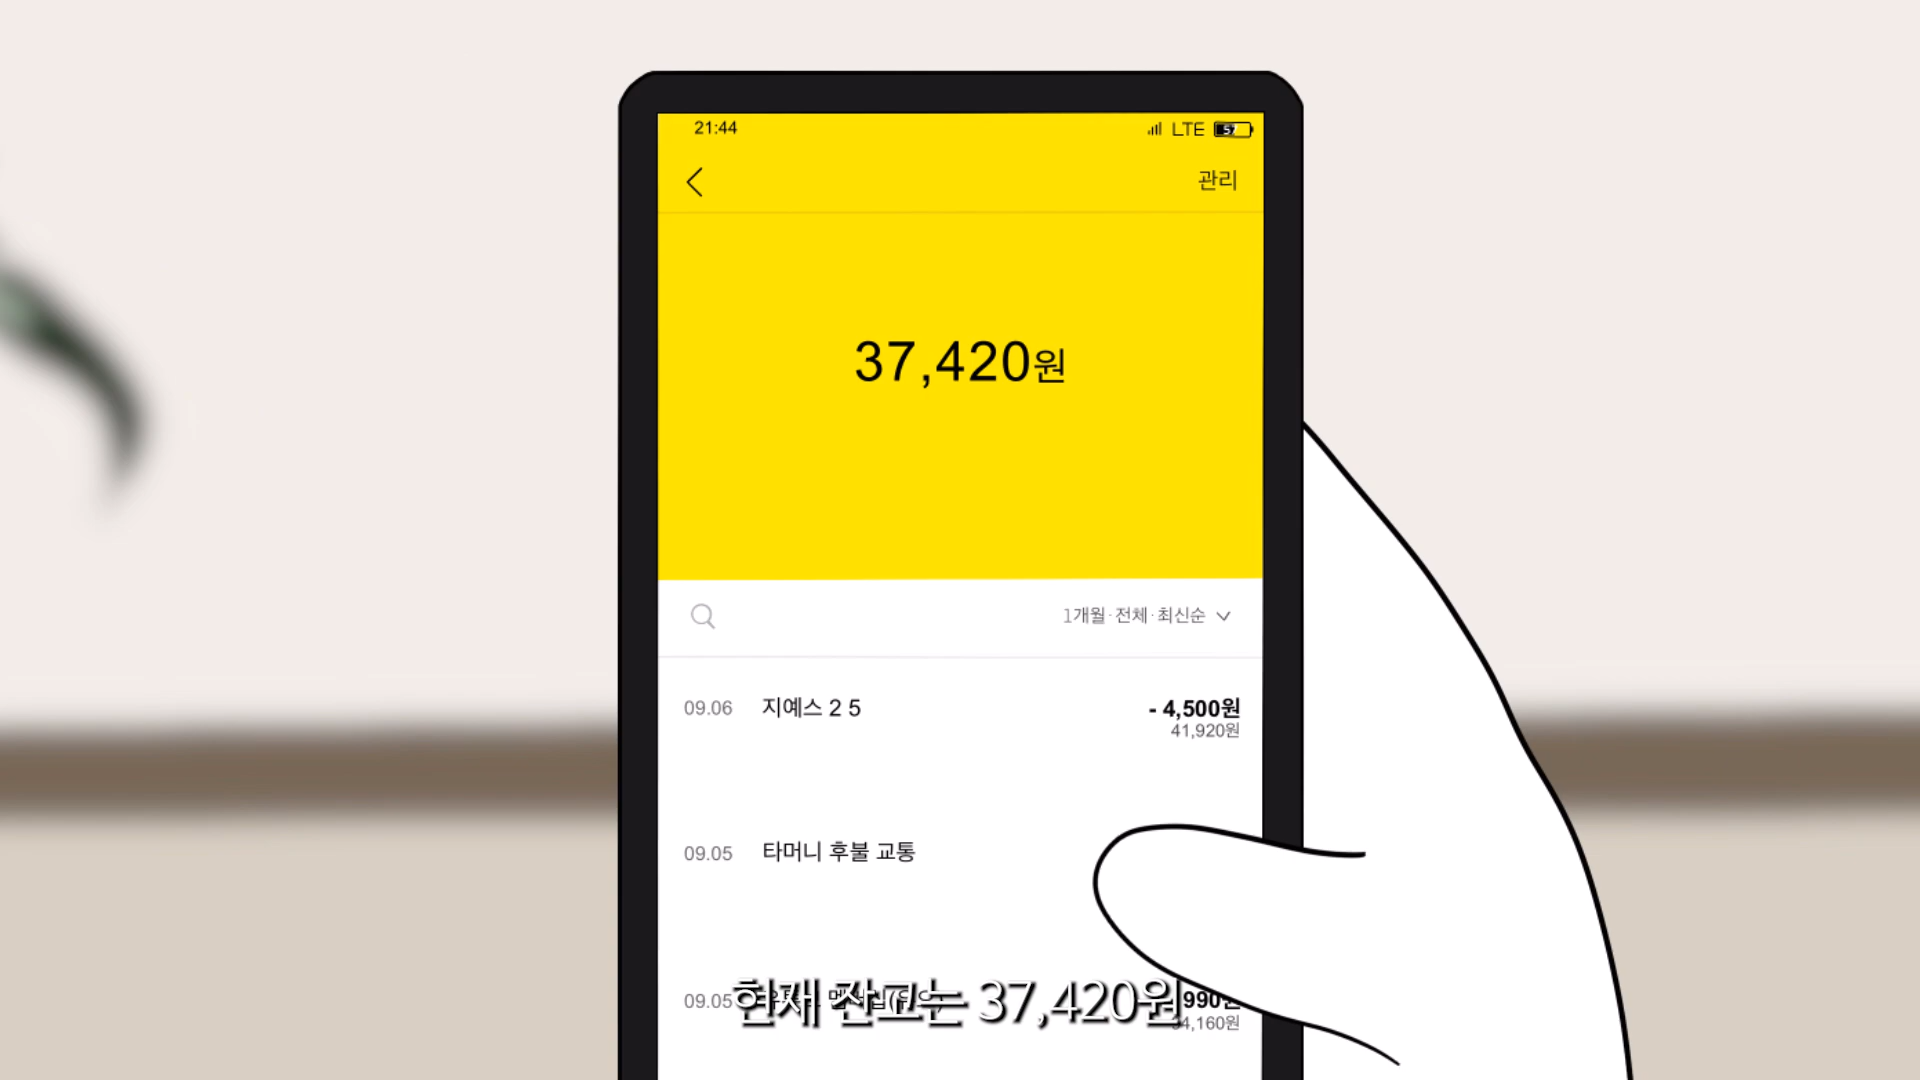 21:44
LTE 57
관리
37,420원
1개월·전체·최신순
09.06 지예스 2 5 - 4,500원
41,920원
09.05 타머니 후불 교통
09.05
현재 잔고는 37,420원